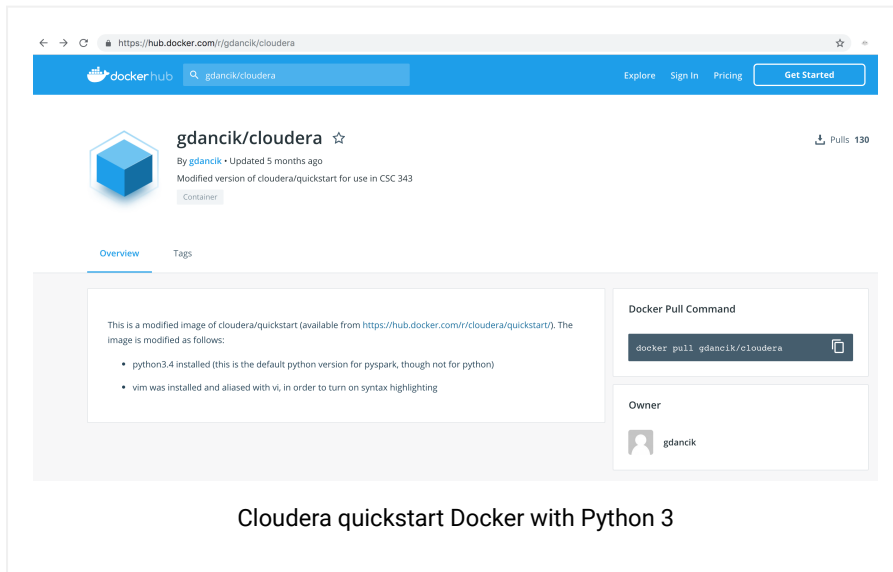 https://hub.docker.com/r/gdancik/cloudera
dockerhub
gdancik/cloudera
Explore
Sign In
Pricing
Get Started
gdancik/cloudera
Pulls 130
By gdancik • Updated 5 months ago
Modified version of cloudera/quickstart for use in CSC 343
Container
Overview
Tags
This is a modified image of cloudera/quickstart (available from https://hub.docker.com/r/cloudera/quickstart/). The
image is modified as follows:
• python3.4 installed (this is the default python version for pyspark, though not for python)
• vim was installed and aliased with vi, in order to turn on syntax highlighting
Docker Pull Command
docker pull gdancik/cloudera
Owner
gdancik
Cloudera quickstart Docker with Python 3